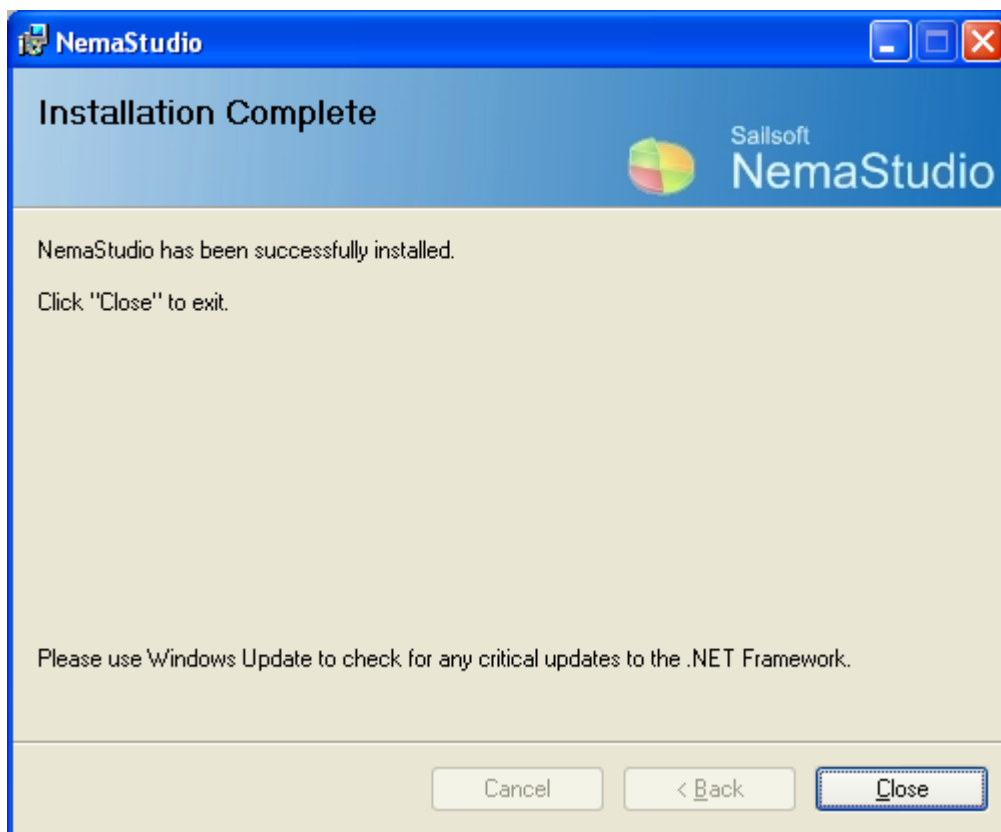 NemaStudio
Installation Complete
Sailsoft
NemaStudio
NemaStudio has been successfully installed.
Click "Close" to exit.
Please use Windows Update to check for any critical updates to the .NET Framework.
Cancel
< Back
Close